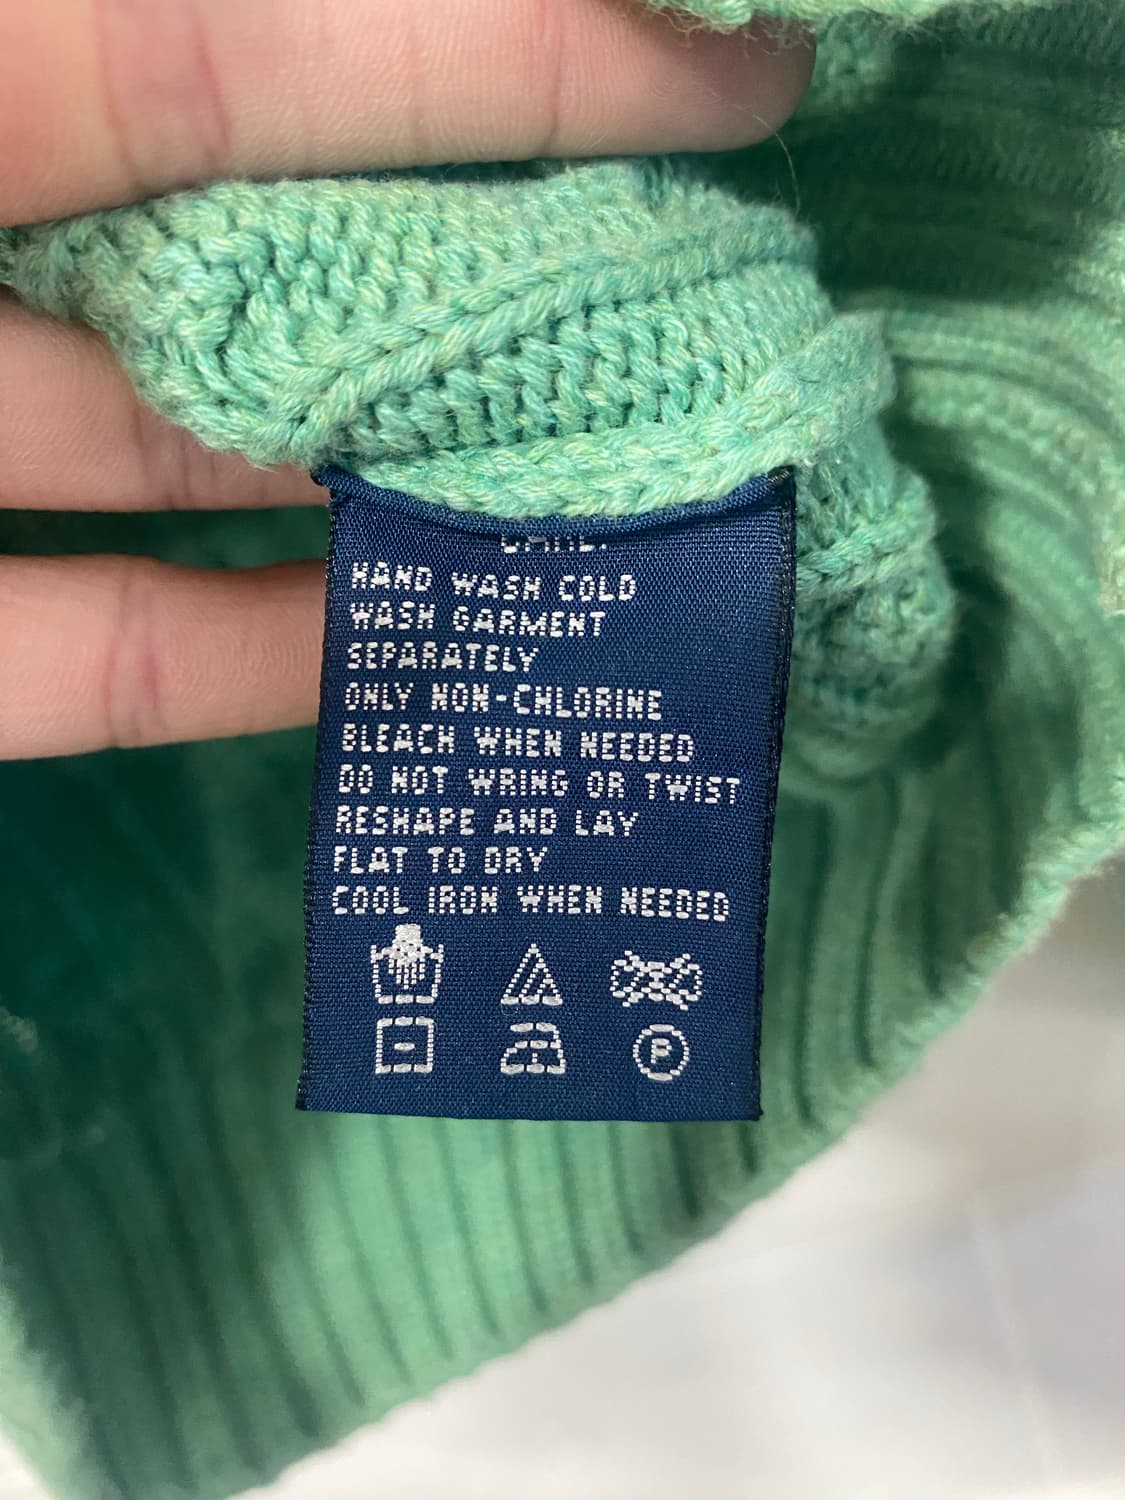 HAND WASH COLD
WASH GARMENT
SEPARATELY
ONLY NON-CHLORINE
BLEACH WHEN NEEDED
DO NOT WRING OR TWIST
RESHAPE AND LAY
FLAT TO DRY
COOL IRON WHEN NEEDED
P